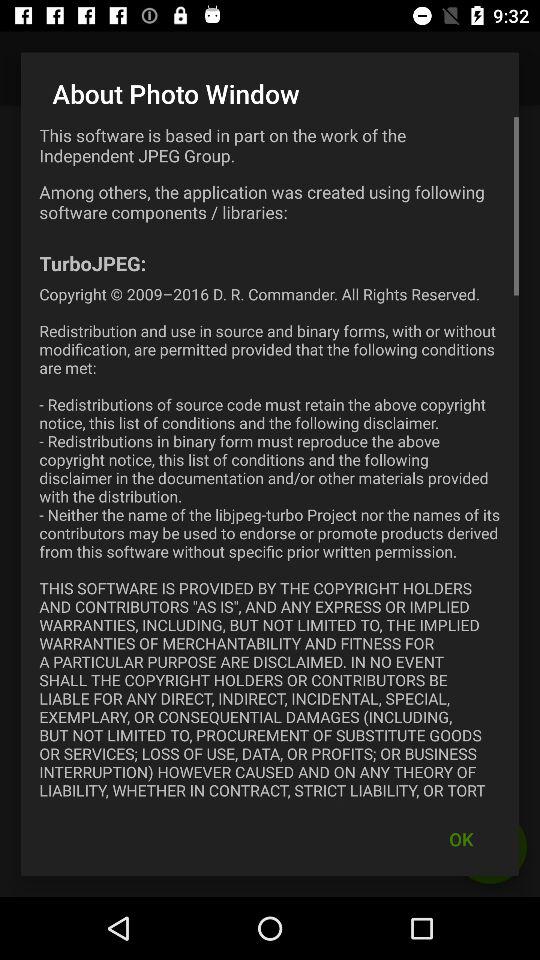 9:32
About Photo Window
This software is based in part on the work of the
Independent JPEG Group.
Among others, the application was created using following
software components / libraries:
TurboJPEG:
Copyright © 2009–2016 D. R. Commander. All Rights Reserved.
Redistribution and use in source and binary forms, with or without
modification, are permitted provided that the following conditions
are met:
- Redistributions of source code must retain the above copyright
notice, this list of conditions and the following disclaimer.
- Redistributions in binary form must reproduce the above
copyright notice, this list of conditions and the following
disclaimer in the documentation and/or other materials provided
with the distribution.
- Neither the name of the libjpeg-turbo Project nor the names of its
contributors may be used to endorse or promote products derived
from this software without specific prior written permission.
THIS SOFTWARE IS PROVIDED BY THE COPYRIGHT HOLDERS
AND CONTRIBUTORS "AS IS", AND ANY EXPRESS OR IMPLIED
WARRANTIES, INCLUDING, BUT NOT LIMITED TO, THE IMPLIED
WARRANTIES OF MERCHANTABILITY AND FITNESS FOR
A PARTICULAR PURPOSE ARE DISCLAIMED. IN NO EVENT
SHALL THE COPYRIGHT HOLDERS OR CONTRIBUTORS BE
LIABLE FOR ANY DIRECT, INDIRECT, INCIDENTAL, SPECIAL,
EXEMPLARY, OR CONSEQUENTIAL DAMAGES (INCLUDING,
BUT NOT LIMITED TO, PROCUREMENT OF SUBSTITUTE GOODS
OR SERVICES; LOSS OF USE, DATA, OR PROFITS; OR BUSINESS
INTERRUPTION) HOWEVER CAUSED AND ON ANY THEORY OF
LIABILITY, WHETHER IN CONTRACT, STRICT LIABILITY, OR TORT
OK